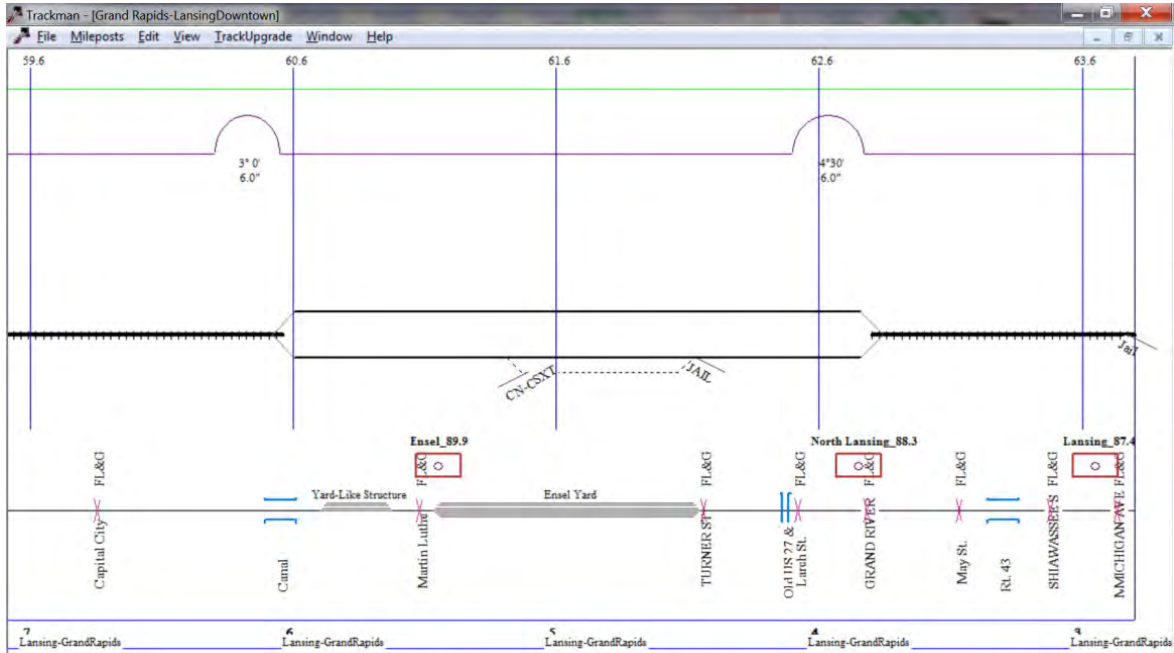 Trackman - [Grand Rapids-LansingDowntown]
File Mileposts Edit View TrackUpgrade Window Help
59.6 60.6 61.6 62.6 63.6
3° 0'
6.0"
4°30'
6.0"
Jail
CN-CSXT
JAIL
Ensel_89.9 North Lansing_88.3 Lansing_87.4
FL&G FL&G FL&G FL&G FL&G FL&G FL&G FL&G
Yard-Like Structure Ensel Yard
Capital City
Canal
Martin Luthe
TURNER ST
Old US 27 &
Larch St.
GRAND RIVER
May St.
Rt. 43
SHIAWASSEE S
MMICHIGAN AVE
7 6 5 4 3
Lansing-GrandRapids Lansing-GrandRapids Lansing-GrandRapids Lansing-GrandRapids Lansing-GrandRapids